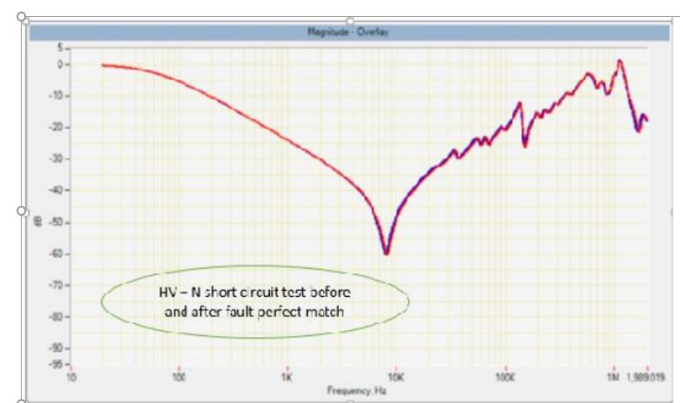 Magnitude - Overlay
5
0
-10
-20
-30
-40
-50
-60
-70
-80
-90
-95
dB
HV – N short circuit test before
and after fault perfect match
10 100 1K 10K 100K 1M 1,989,019
Frequency, Hz